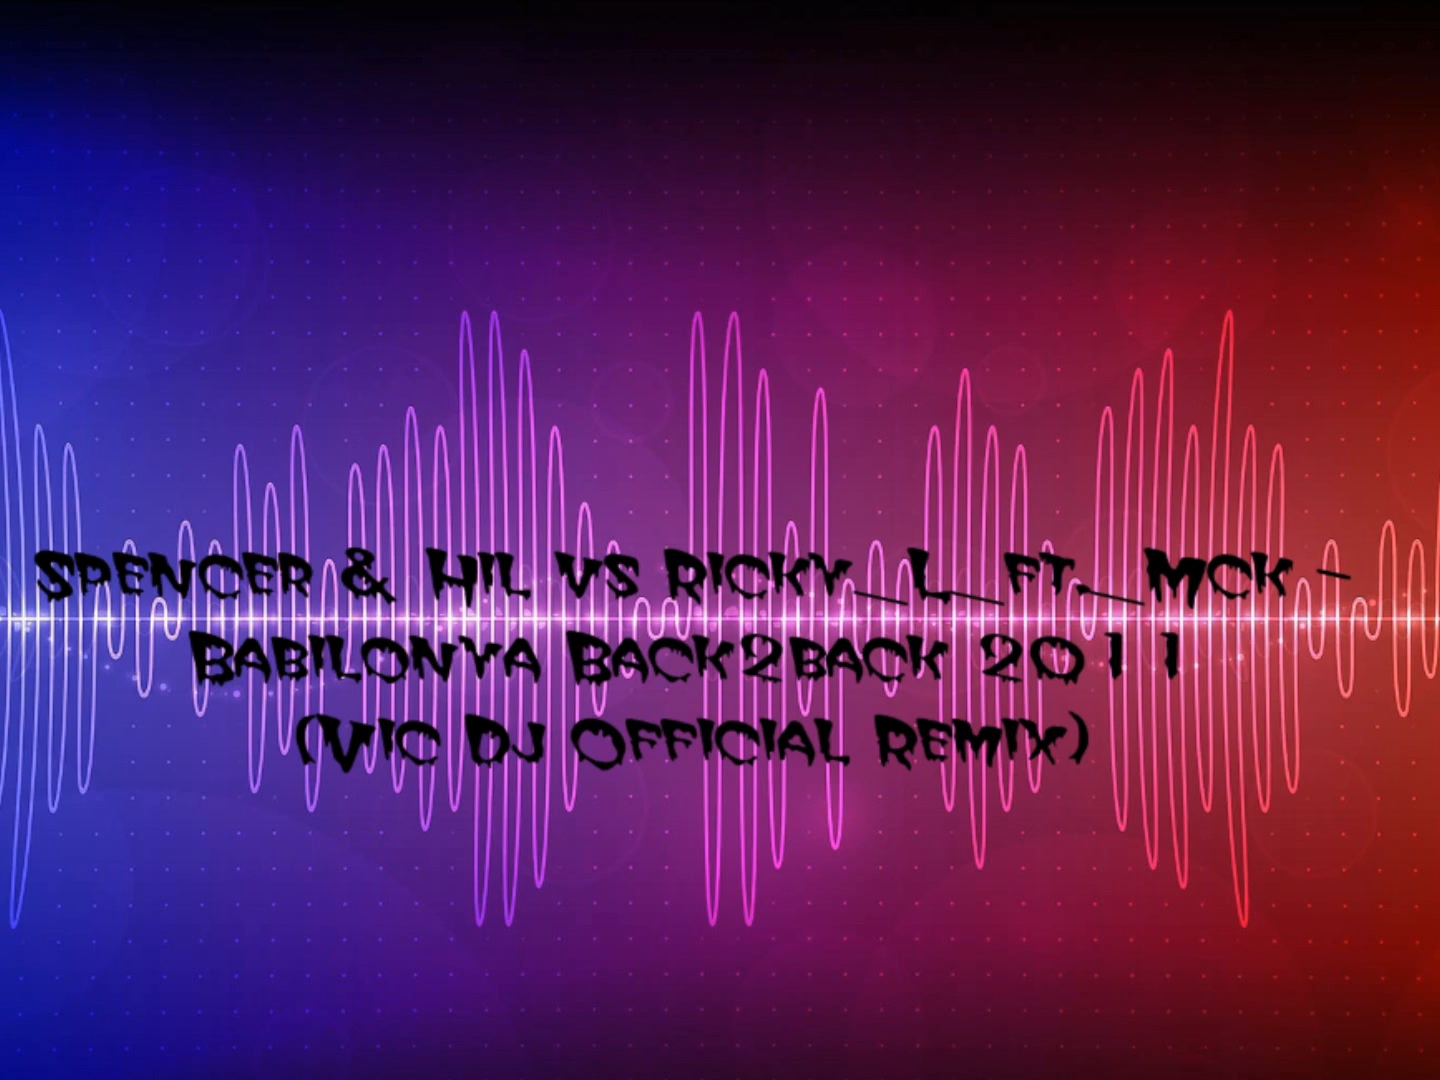 Spencer & Hil vs Ricky_L_ft._Mck -
Babilonya Back2back 2011
(Vic Dj Official Remix)